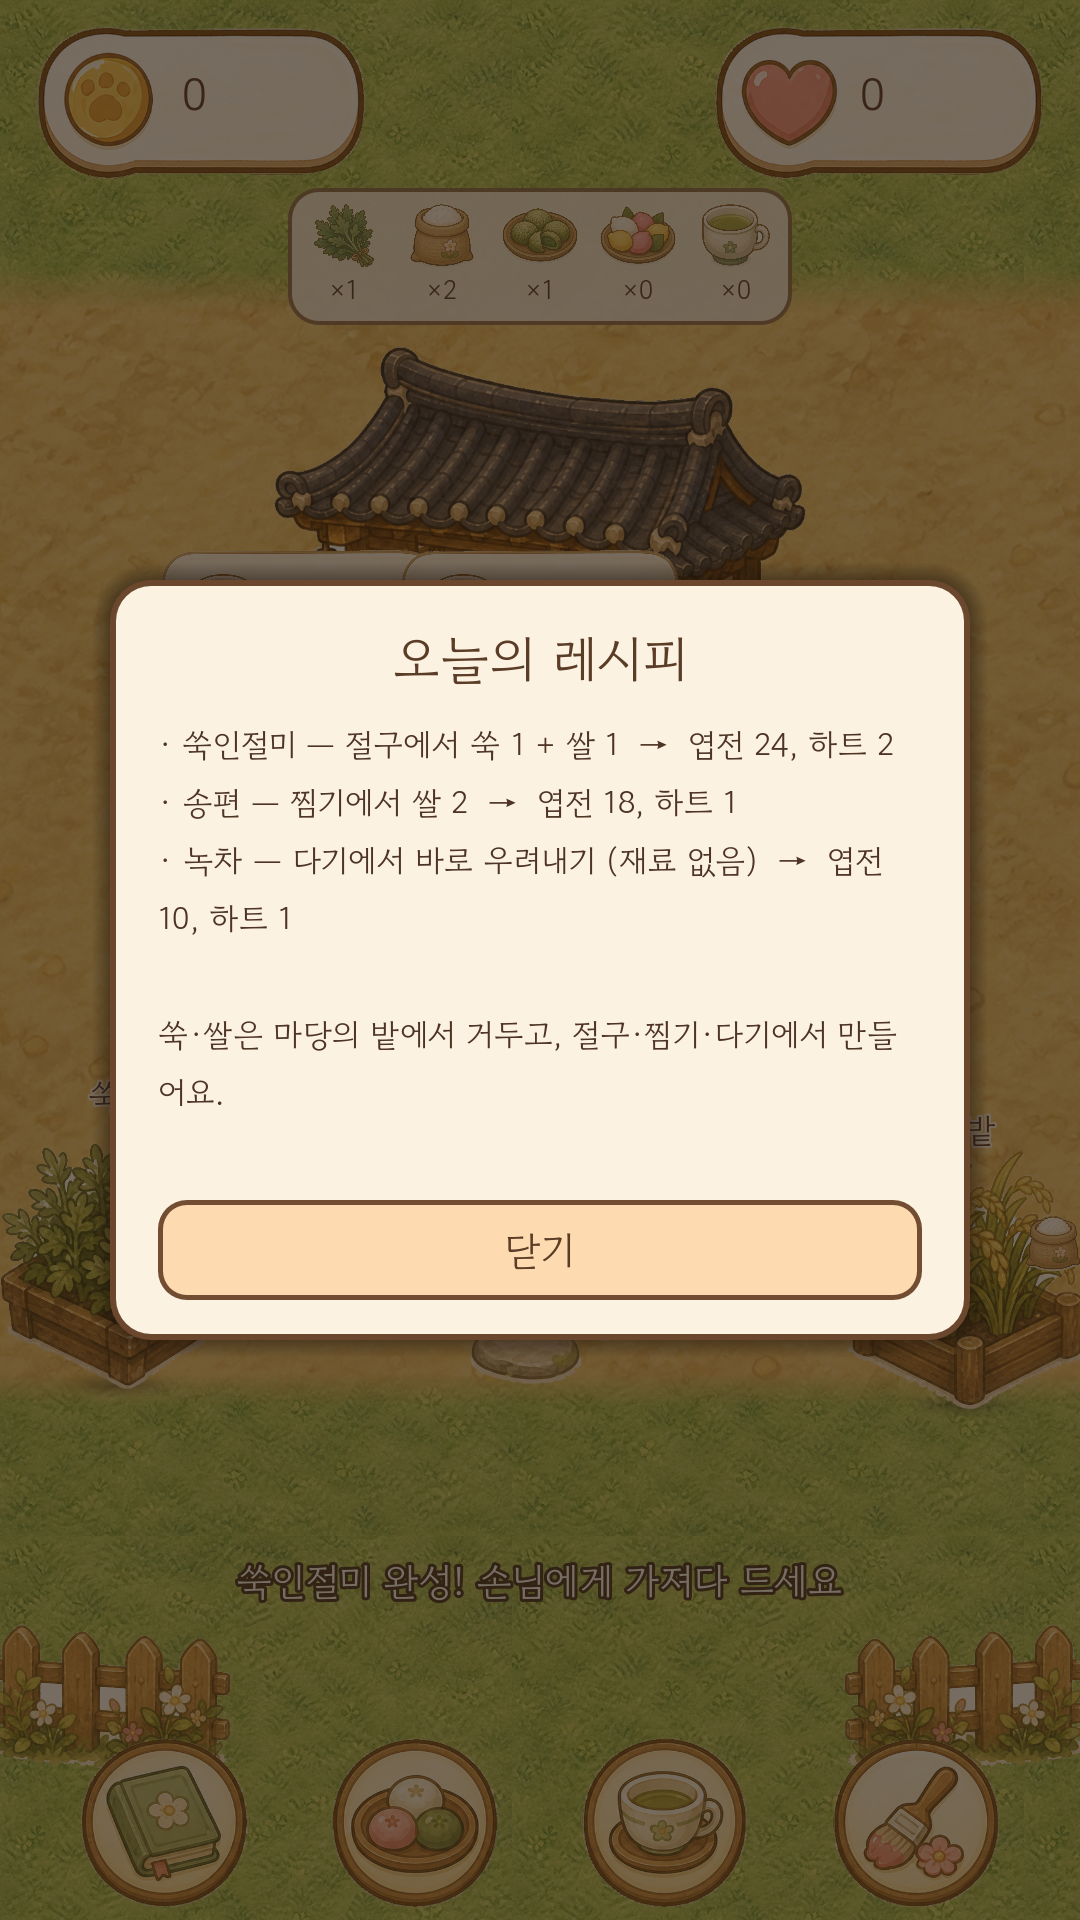 0
0
×1 ×2 ×1 ×0 ×0
오늘의 레시피
· 쑥인절미 — 절구에서 쑥 1 + 쌀 1 → 엽전 24, 하트 2
· 송편 — 찜기에서 쌀 2 → 엽전 18, 하트 1
· 녹차 — 다기에서 바로 우려내기 (재료 없음) → 엽전
10, 하트 1
쑥·쌀은 마당의 밭에서 거두고, 절구·찜기·다기에서 만들
어요.
밭
닫기
쑥인절미 완성! 손님에게 가져다 드세요